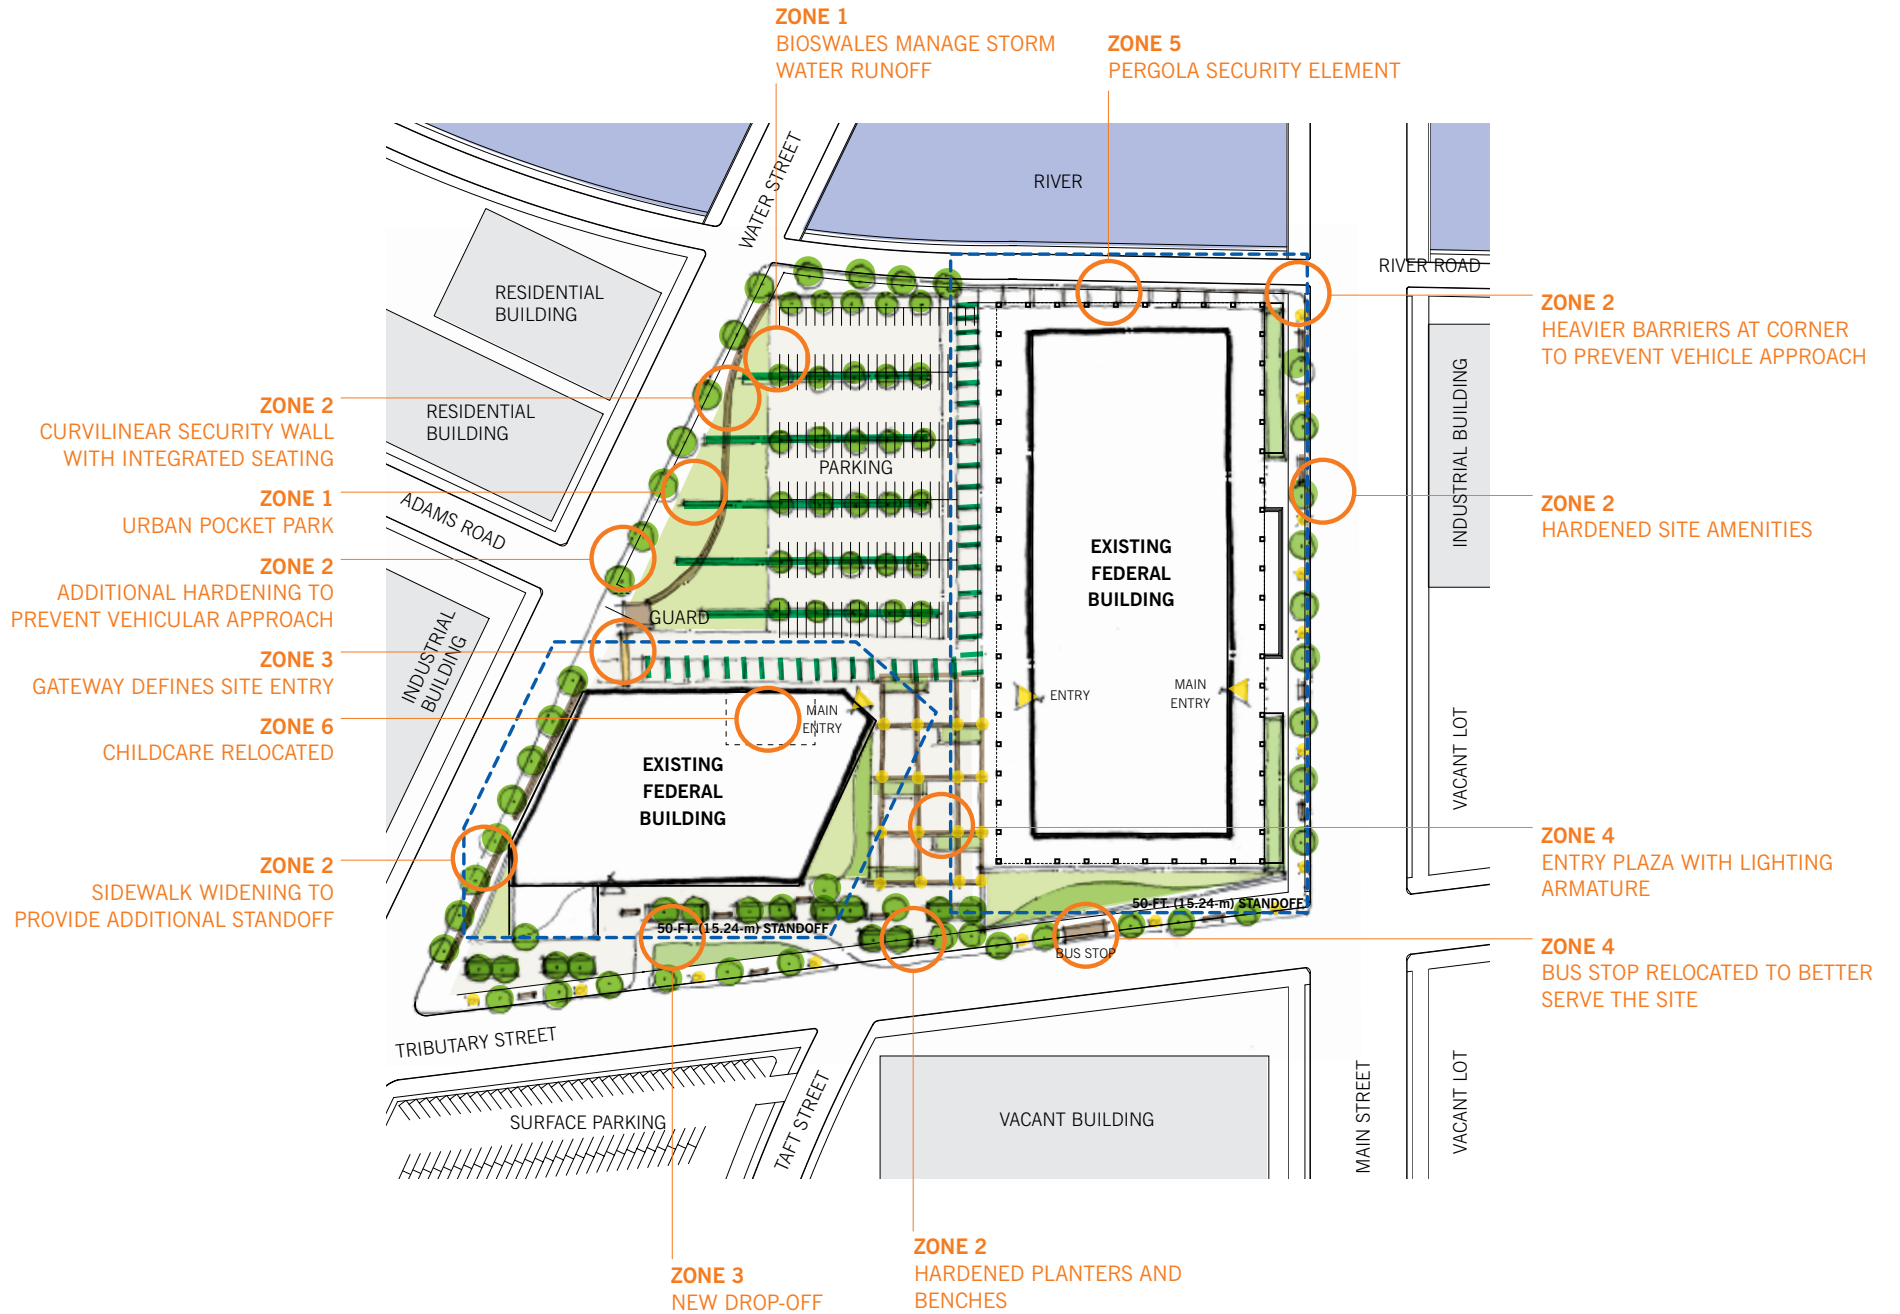 ZONE 1
BIOSWALES MANAGE STORM
WATER RUNOFF
ZONE 5
PERGOLA SECURITY ELEMENT
WATER STREET
RIVER
RIVER ROAD
RESIDENTIAL
BUILDING
RESIDENTIAL
BUILDING
ZONE 2
HEAVIER BARRIERS AT CORNER
TO PREVENT VEHICLE APPROACH
ZONE 2
CURVILINEAR SECURITY WALL
WITH INTEGRATED SEATING
ZONE 1
URBAN POCKET PARK
ZONE 2
ADDITIONAL HARDENING TO
PREVENT VEHICULAR APPROACH
ZONE 3
GATEWAY DEFINES SITE ENTRY
ZONE 6
CHILDCARE RELOCATED
ZONE 2
SIDEWALK WIDENING TO
PROVIDE ADDITIONAL STANDOFF
ADAMS ROAD
INDUSTRIAL
BUILDING
PARKING
GUARD
EXISTING
FEDERAL
BUILDING
INDUSTRIAL BUILDING
ZONE 2
HARDENED SITE AMENITIES
ENTRY
MAIN
ENTRY
MAIN
ENTRY
EXISTING
FEDERAL
BUILDING
VACANT LOT
ZONE 4
ENTRY PLAZA WITH LIGHTING
ARMATURE
50-FT. (15.24-m) STANDOFF
50-FT. (15.24-m) STANDOFF
BUS STOP
ZONE 4
BUS STOP RELOCATED TO BETTER
SERVE THE SITE
TRIBUTARY STREET
SURFACE PARKING
TAFT STREET
VACANT BUILDING
MAIN STREET
VACANT LOT
ZONE 2
HARDENED PLANTERS AND
BENCHES
ZONE 3
NEW DROP-OFF